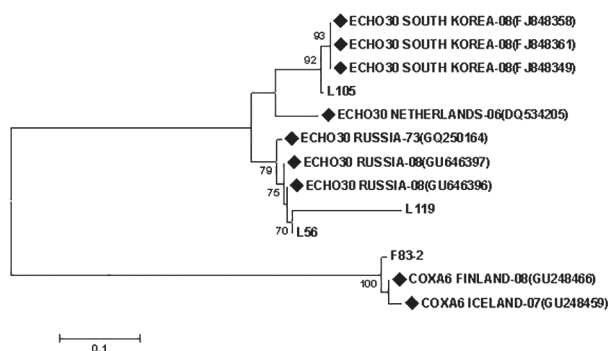 93
ECHO30 SOUTH KOREA-08(FJ848358)
ECHO30 SOUTH KOREA-08(FJ848361)
92
ECHO30 SOUTH KOREA-08(FJ848349)
L105
ECHO30 NETHERLANDS-06(DQ534205)
ECHO30 RUSSIA-73(GQ250164)
79
ECHO30 RUSSIA-08(GU646397)
75
ECHO30 RUSSIA-08(GU646396)
L119
70
L56
F83-2
100
COXA6 FINLAND-08(GU248466)
COXA6 ICELAND-07(GU248459)
0.1